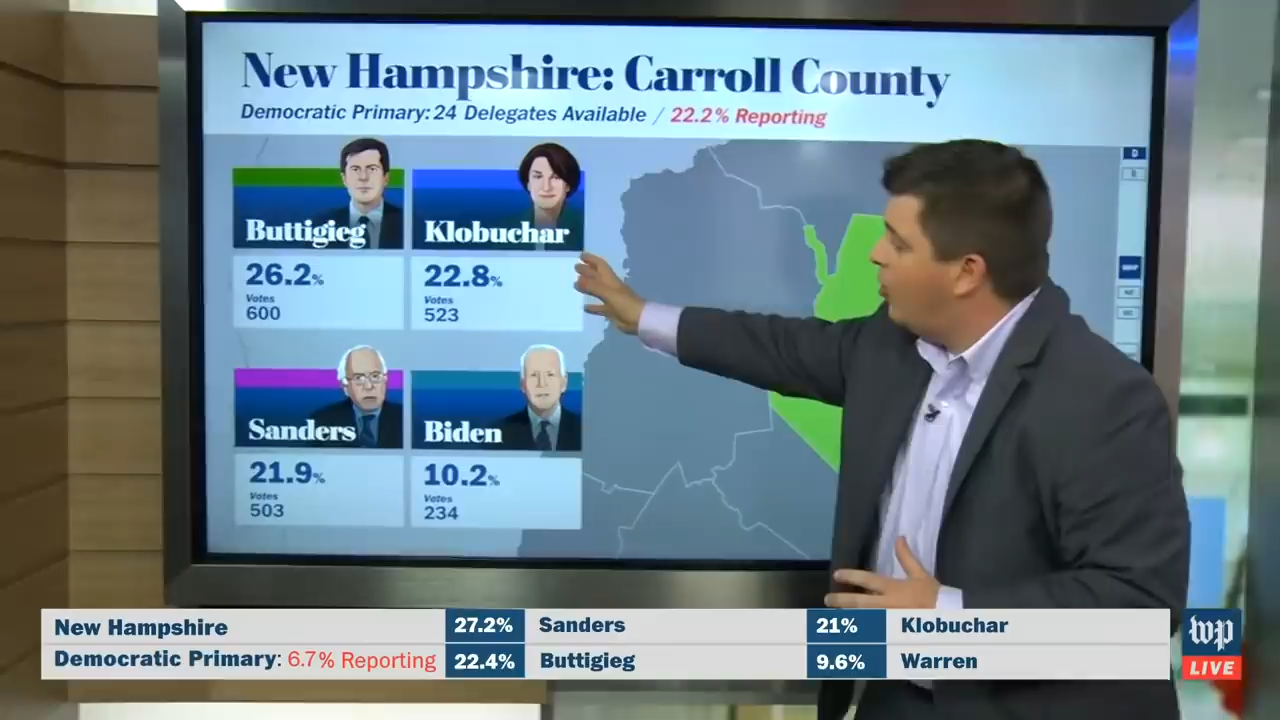 New Hampshire: Carroll County
Democratic Primary: 24 Delegates Available / 22.2% Reporting
Buttigieg
26.2%
Votes
600
Klobuchar
22.8%
Votes
523
Sanders
21.9%
Votes
503
Biden
10.2%
Votes
234
D
R
New Hampshire
Democratic Primary: 6.7% Reporting
27.2% Sanders
22.4% Buttigieg
21% Klobuchar
9.6% Warren
wp
LIVE